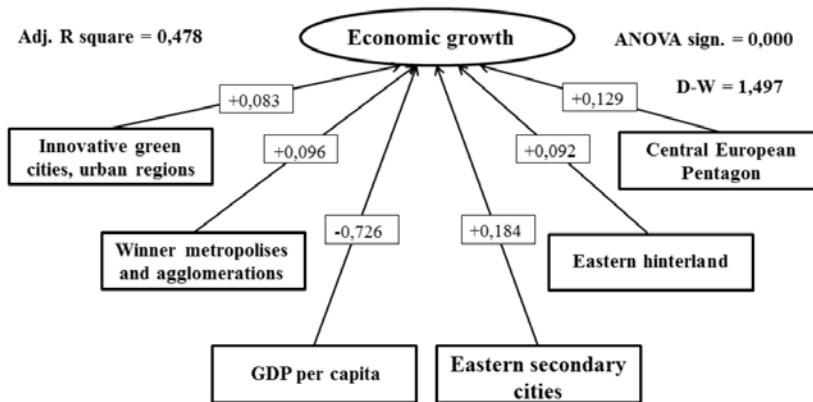 Adj. R square = 0,478
Economic growth
ANOVA sign. = 0,000
D-W = 1,497
+0,083
+0,129
Innovative green
cities, urban regions
+0,096
+0,092
Central European
Pentagon
-0,726
+0,184
Winner metropolises
and agglomerations
Eastern hinterland
GDP per capita
Eastern secondary
cities